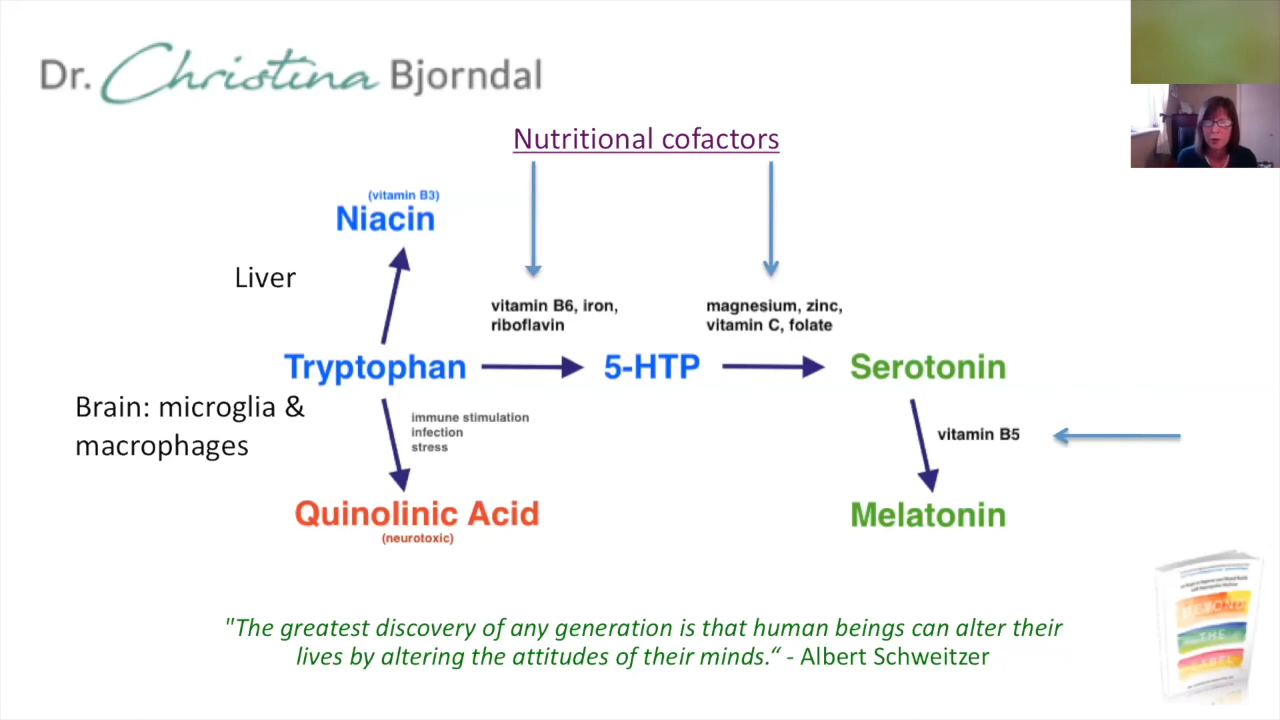 Dr. Christina Bjorndal
Nutritional cofactors
(vitamin B3)
Niacin
Liver
vitamin B6, iron,
riboflavin
magnesium, zinc,
vitamin C, folate
Tryptophan
5-HTP
Serotonin
Brain: microglia &
macrophages
immune stimulation
infection
stress
vitamin B5
Quinolinic Acid
(neurotoxic)
Melatonin
"The greatest discovery of any generation is that human beings can alter their
lives by altering the attitudes of their minds.“ - Albert Schweitzer
BEYOND
THE
LABEL